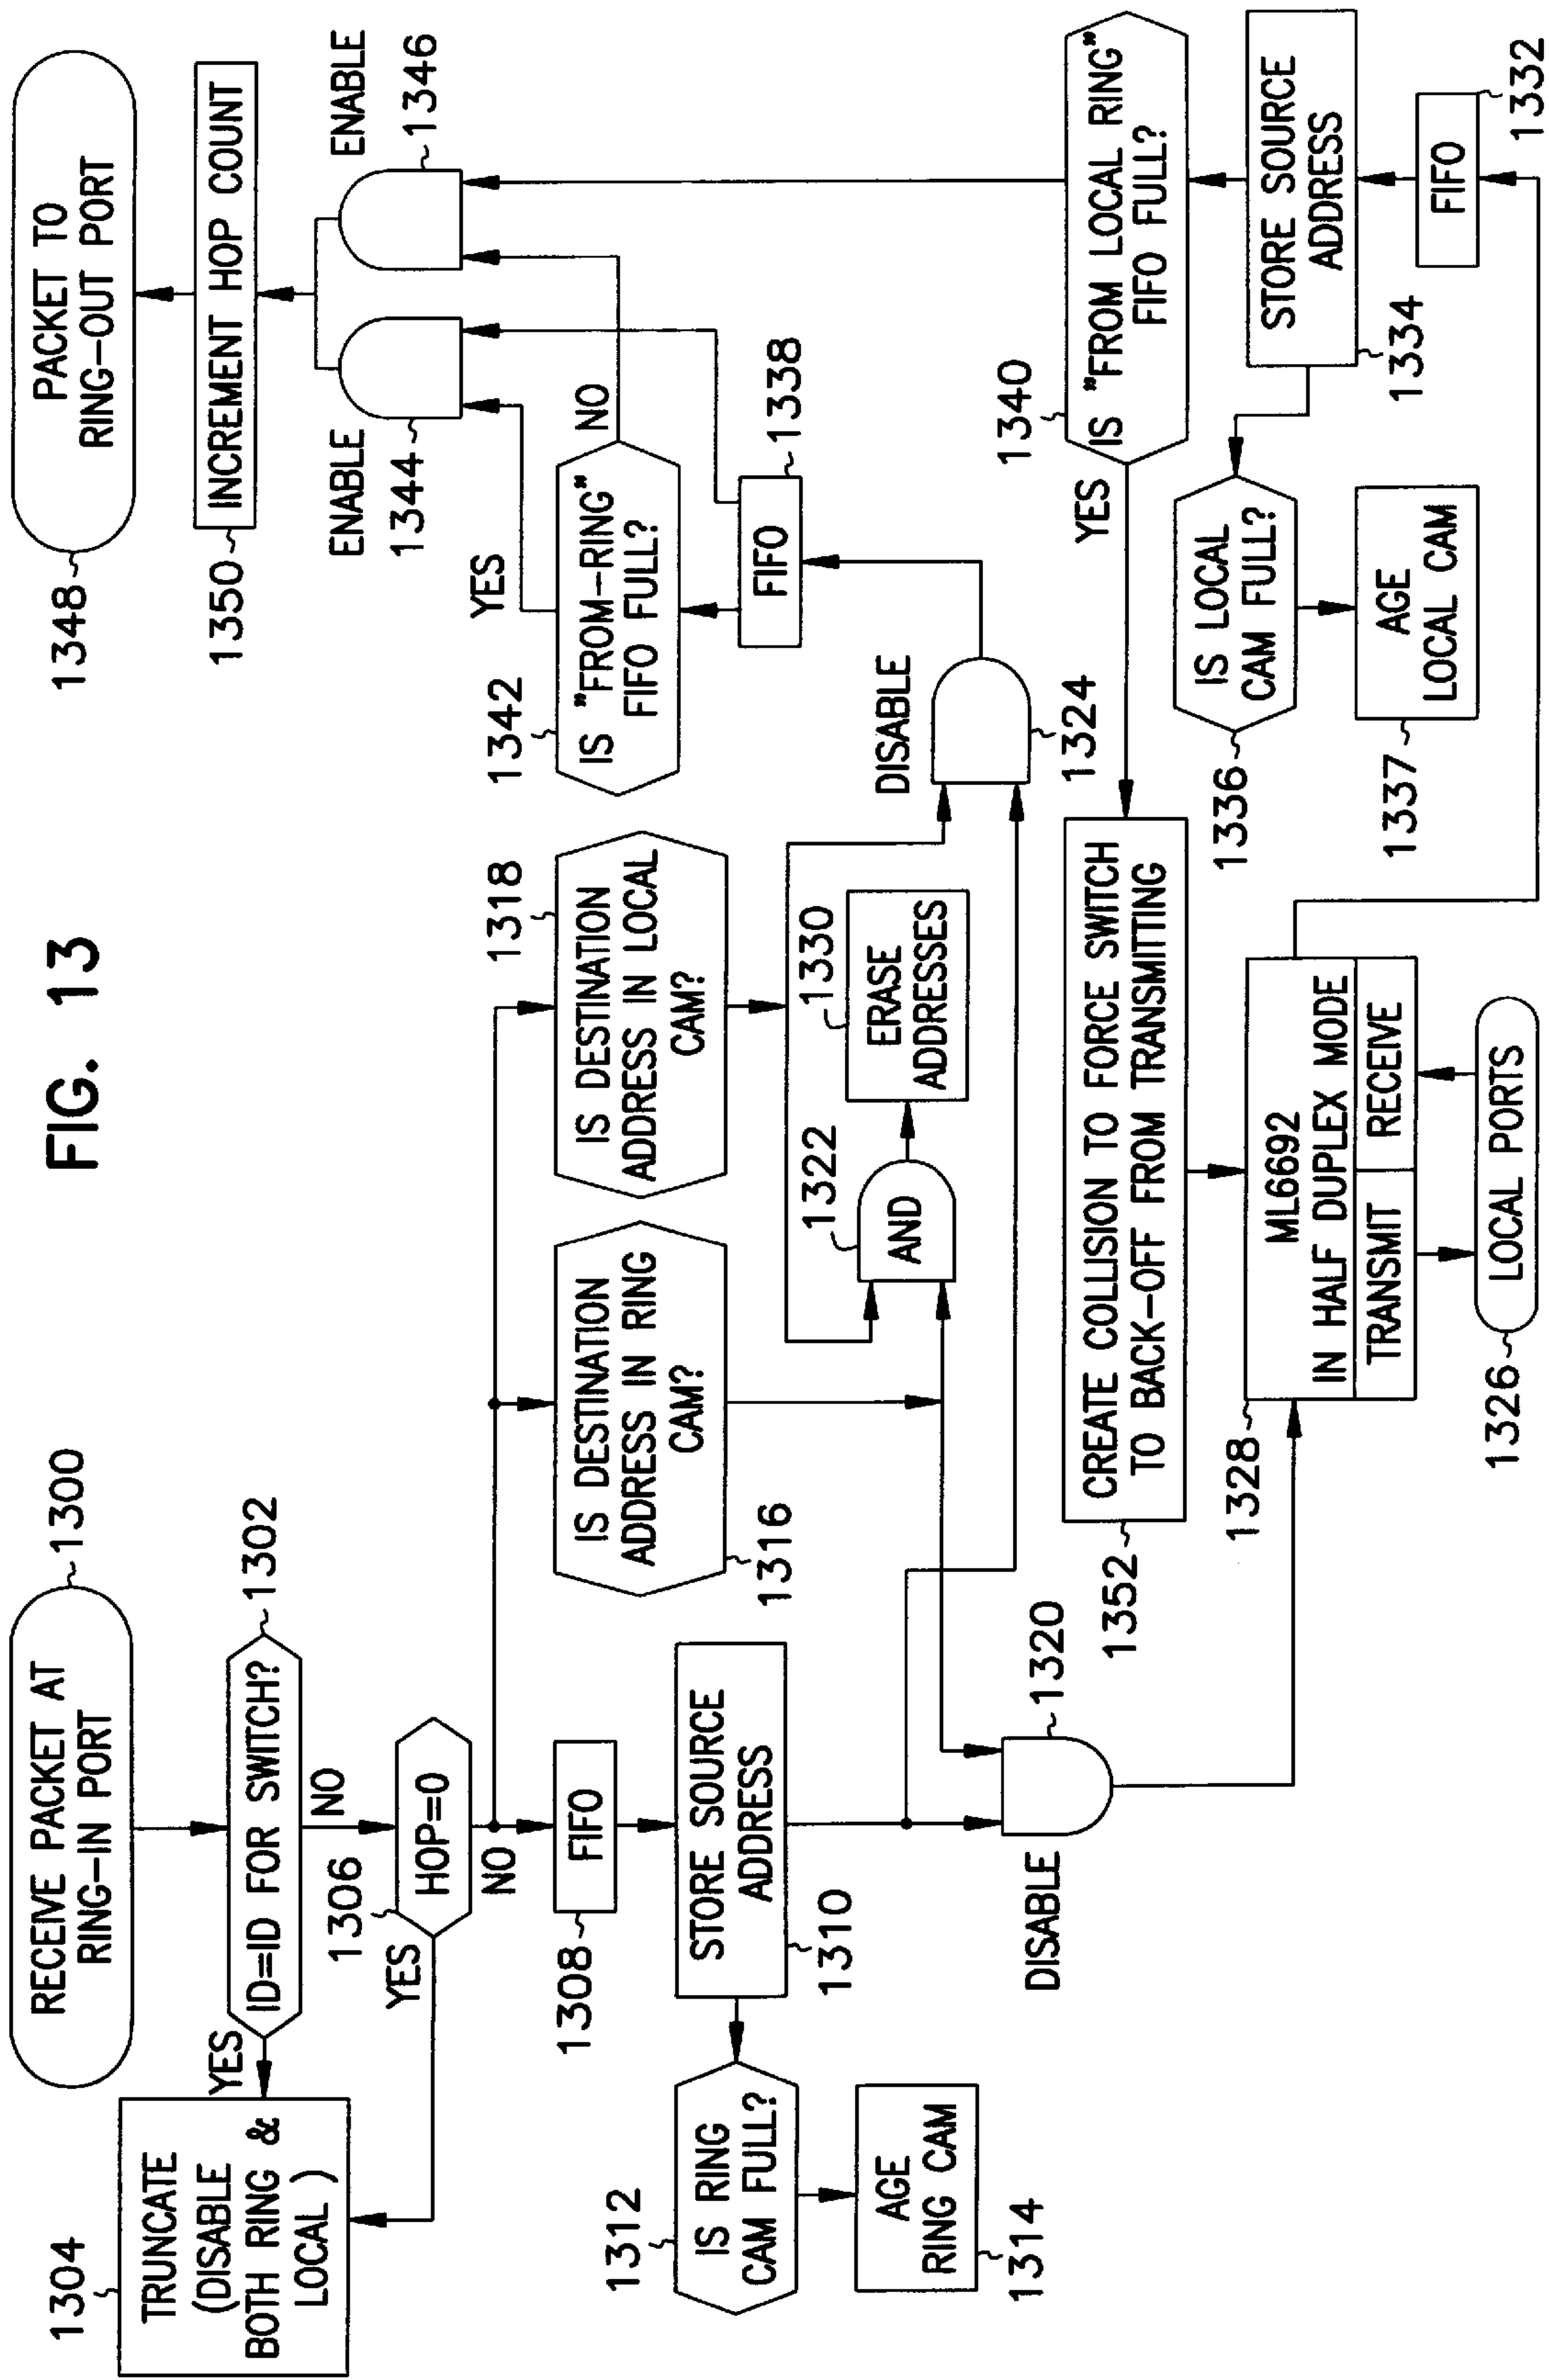 FIG. 13
RECEIVE PACKET AT
RING-IN PORT
1300
ID=ID FOR SWITCH?
1302
YES
NO
1304
TRUNCATE
(DISABLE
BOTH RING &
LOCAL )
1306
HOP=0
YES
NO
1308
FIFO
STORE SOURCE
ADDRESS
1310
1312
IS RING
CAM FULL?
AGE
RING CAM
1314
IS DESTINATION
ADDRESS IN RING
CAM?
1316
IS DESTINATION
ADDRESS IN LOCAL
CAM?
1318
DISABLE
1320
1322
AND
1330
ERASE
ADDRESSES
DISABLE
1324
CREATE COLLISION TO FORCE SWITCH
TO BACK-OFF FROM TRANSMITTING
1352
1328
ML6692
IN HALF DUPLEX MODE
TRANSMIT
RECEIVE
LOCAL PORTS
1326
PACKET TO
RING-OUT PORT
1348
INCREMENT HOP COUNT
1350
ENABLE
1344
ENABLE
1346
1342
IS "FROM-RING"
FIFO FULL?
YES
NO
FIFO
1338
1340
IS "FROM LOCAL RING"
FIFO FULL?
YES
STORE SOURCE
ADDRESS
1334
IS LOCAL
CAM FULL?
1336
AGE
LOCAL CAM
1337
FIFO
1332